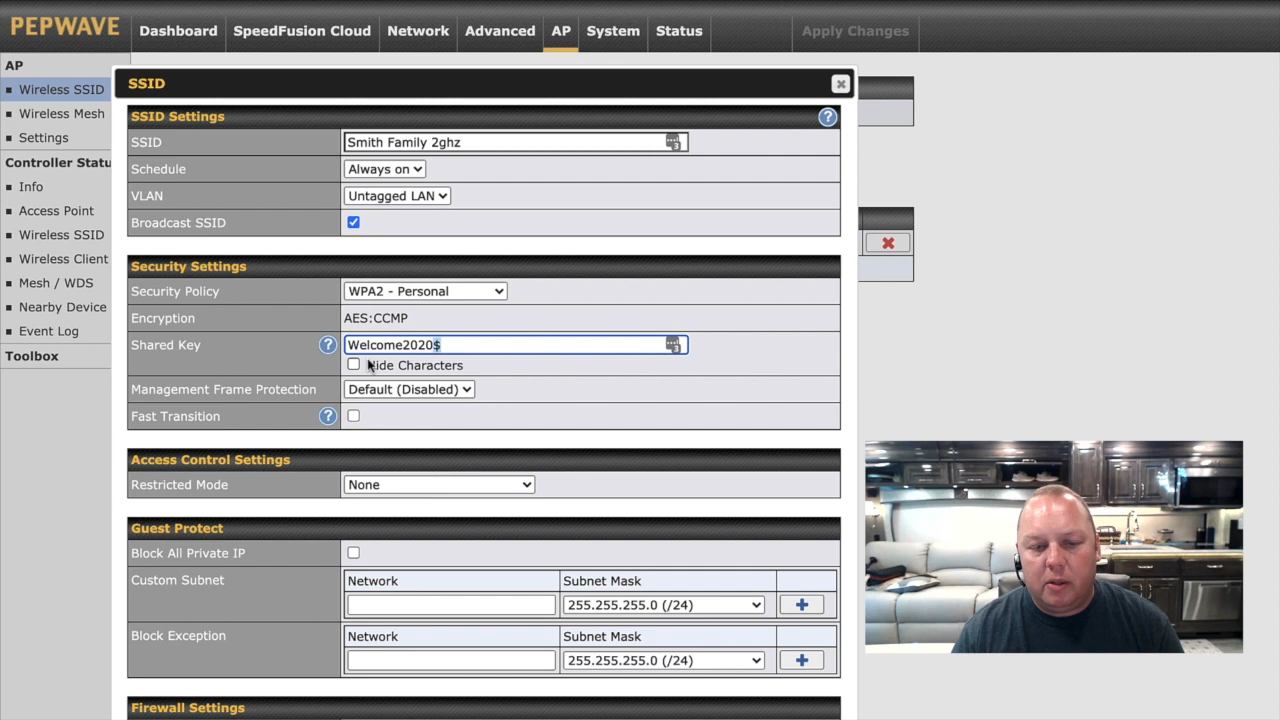 PEPWAVE
Dashboard SpeedFusion Cloud Network Advanced AP System Status Apply Changes
AP
Wireless SSID
Wireless Mesh
Settings
Controller Statu
Info
Access Point
Wireless SSID
Wireless Client
Mesh / WDS
Nearby Device
Event Log
Toolbox
SSID
SSID Settings
SSID Smith Family 2ghz
Schedule Always on
VLAN Untagged LAN
Broadcast SSID
Security Settings
Security Policy WPA2 - Personal
Encryption AES:CCMP
Shared Key Welcome2020$
Hide Characters
Management Frame Protection Default (Disabled)
Fast Transition
Access Control Settings
Restricted Mode None
Guest Protect
Block All Private IP
Custom Subnet Network Subnet Mask
255.255.255.0 (/24)
Block Exception Network Subnet Mask
255.255.255.0 (/24)
Firewall Settings